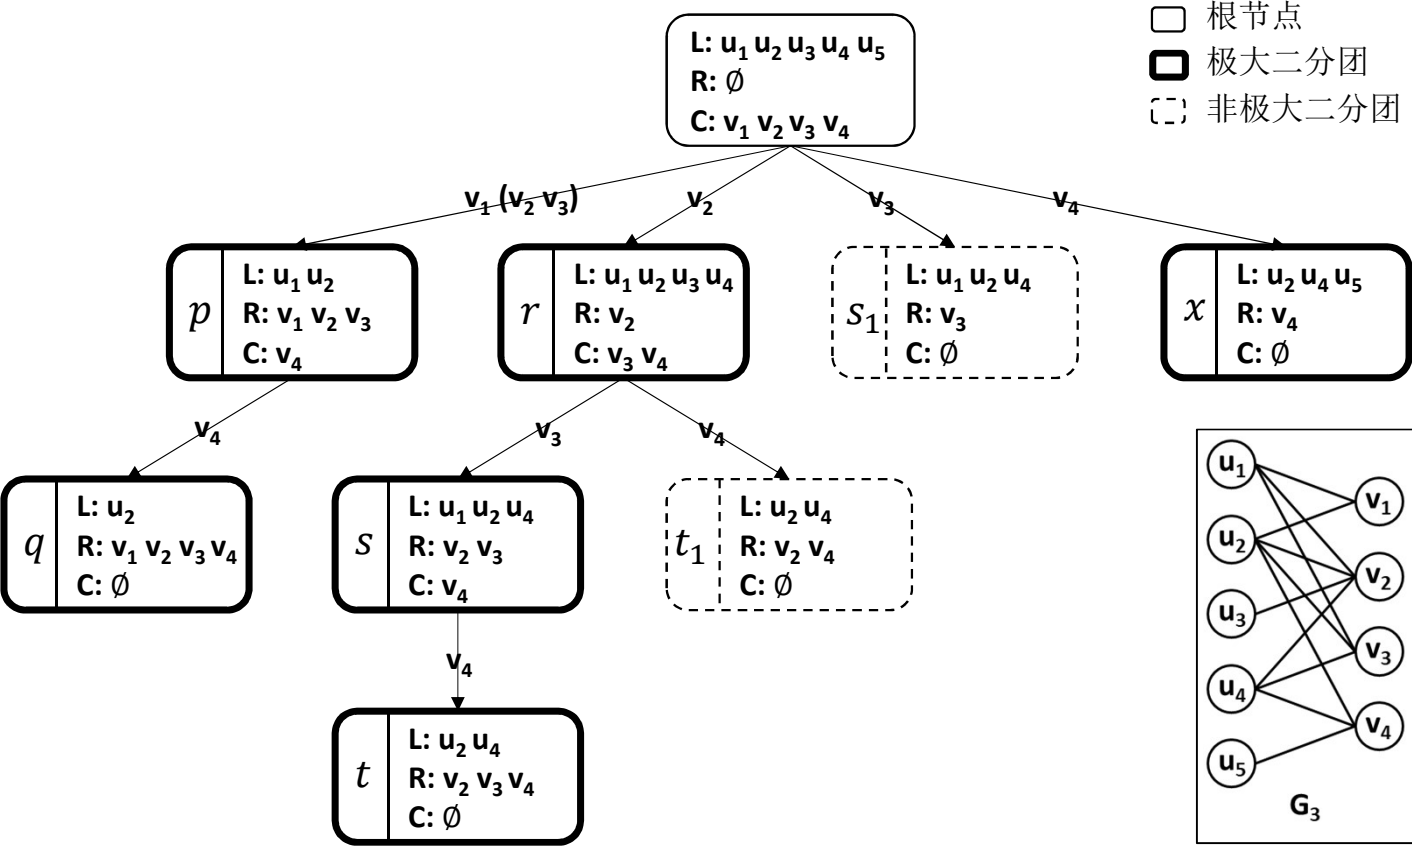 L: u₁ u₂ u₃ u₄ u₅
R: ∅
C: v₁ v₂ v₃ v₄
根节点
极大二分团
非极大二分团
v₁ (v₂ v₃)
v₂
v₃
v₄
p
L: u₁ u₂
R: v₁ v₂ v₃
C: v₄
r
L: u₁ u₂ u₃ u₄
R: v₂
C: v₃ v₄
s₁
L: u₁ u₂ u₄
R: v₃
C: ∅
x
L: u₂ u₄ u₅
R: v₄
C: ∅
v₄
v₃
v₄
q
L: u₂
R: v₁ v₂ v₃ v₄
C: ∅
s
L: u₁ u₂ u₄
R: v₂ v₃
C: v₄
t₁
L: u₂ u₄
R: v₂ v₄
C: ∅
v₄
t
L: u₂ u₄
R: v₂ v₃ v₄
C: ∅
u₁
u₂
u₃
u₄
u₅
v₁
v₂
v₃
v₄
G₃